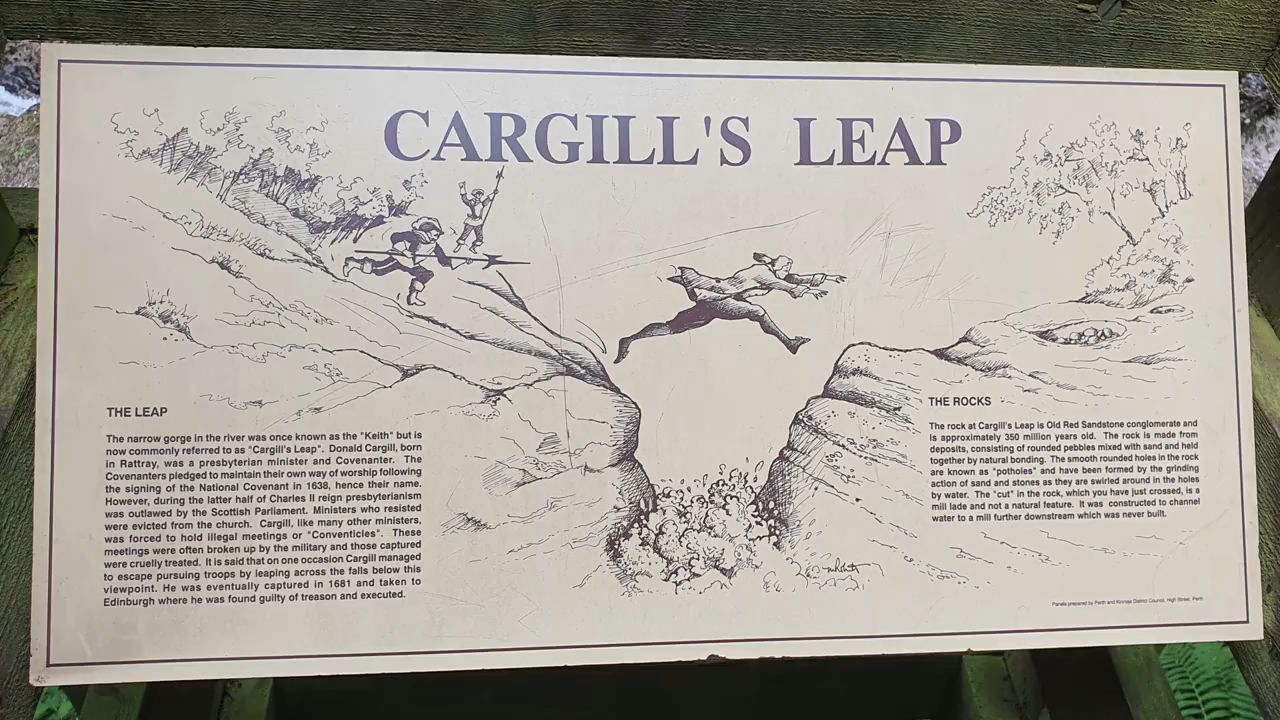 CARGILL'S LEAP
THE LEAP
The narrow gorge in the river was once known as the "Keith" but is
now commonly referred to as "Cargill's Leap". Donald Cargill, born
in Rattray, was a presbyterian minister and Covenanter. The
Covenanters pledged to maintain their own way of worship following
the signing of the National Covenant in 1638, hence their name.
However, during the latter half of Charles II reign presbyterianism
was outlawed by the Scottish Parliament. Ministers who resisted
were evicted from the church. Cargill, like many other ministers,
was forced to hold illegal meetings or "Conventicles". These
meetings were often broken up by the military and those captured
were cruelly treated. It is said that on one occasion Cargill managed
to escape pursuing troops by leaping across the falls below this
viewpoint. He was eventually captured in 1681 and taken to
Edinburgh where he was found guilty of treason and executed.
THE ROCKS
The rock at Cargill's Leap is Old Red Sandstone conglomerate and
is approximately 350 million years old. The rock is made from
deposits, consisting of rounded pebbles mixed with sand and held
together by natural bonding. The smooth rounded holes in the rock
are known as "potholes" and have been formed by the grinding
action of sand and stones as they are swirled around in the holes
by water. The "cut" in the rock, which you have just crossed, is a
mill lade and not a natural feature. It was constructed to channel
water to a mill further downstream which was never built.
Panels prepared by Perth and Kinross District Council, High Street, Perth